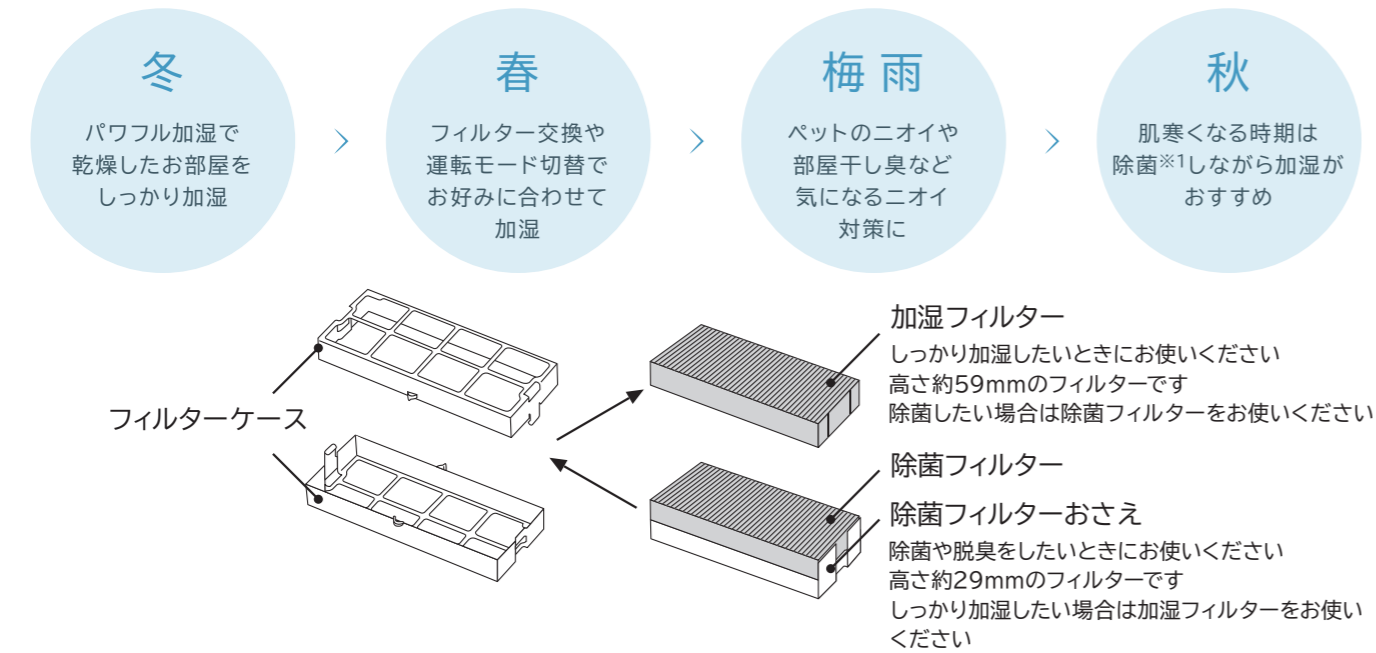 冬
パワフル加湿で
乾燥したお部屋を
しっかり加湿
春
フィルター交換や
運転モード切替で
お好みに合わせて
加湿
梅雨
ペットのニオイや
部屋干し臭など
気になるニオイ
対策に
秋
肌寒くなる時期は
除菌※1しながら加湿が
おすすめ
フィルターケース
加湿フィルター
しっかり加湿したいときにお使いください
高さ約59mmのフィルターです
除菌したい場合は除菌フィルターをお使いください
除菌フィルター
除菌フィルターおさえ
除菌や脱臭をしたいときにお使いください
高さ約29mmのフィルターです
しっかり加湿したい場合は加湿フィルターをお使い
ください